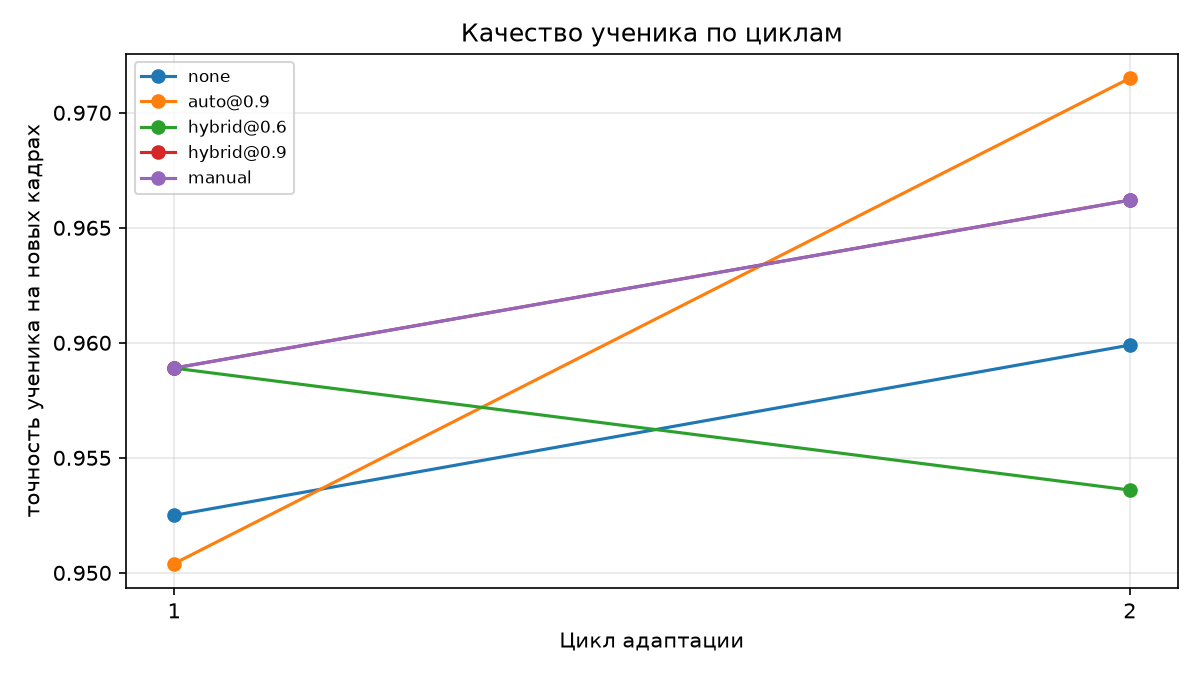 Качество ученика по циклам
none
auto@0.9
hybrid@0.6
hybrid@0.9
manual
точность ученика на новых кадрах
0.970
0.965
0.960
0.955
0.950
1
2
Цикл адаптации